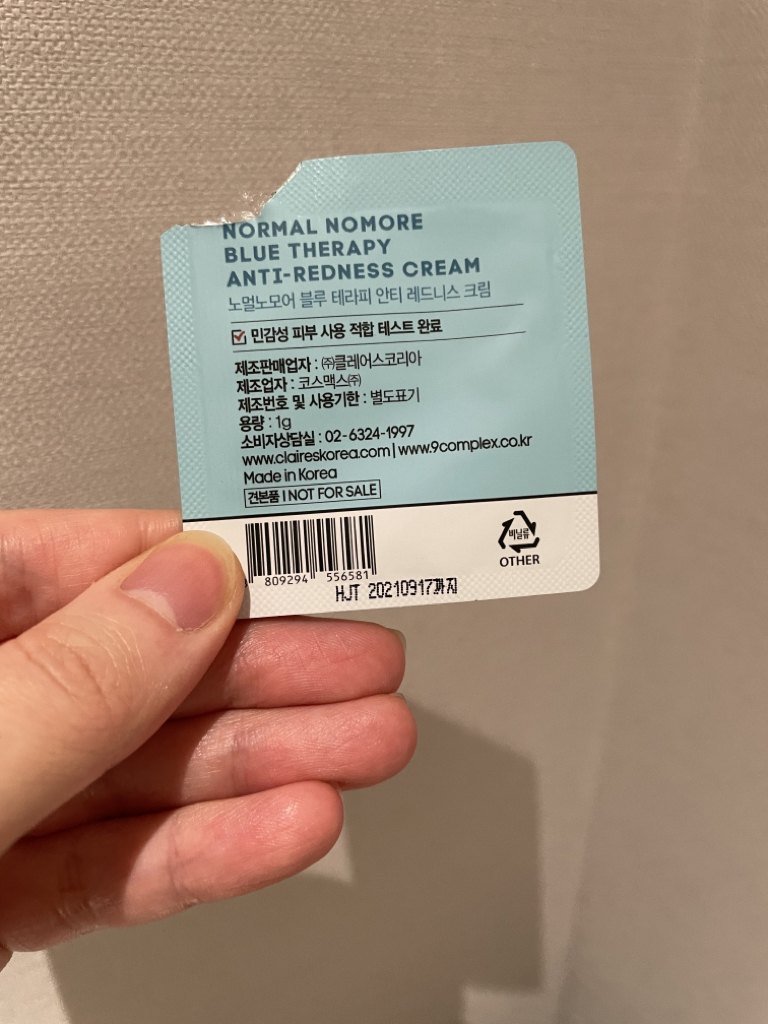 NORMAL NOMORE
BLUE THERAPY
ANTI-REDNESS CREAM
노멀노모어 블루 테라피 안티 레드니스 크림
민감성 피부 사용 적합 테스트 완료
제조판매업자 : ㈜클레어스코리아
제조업자 : 코스맥스㈜
제조번호 및 사용기한 : 별도표기
용량 : 1g
소비자상담실 : 02-6324-1997
www.claireskorea.com | www.9complex.co.kr
Made in Korea
견본품 I NOT FOR SALE
비닐류
OTHER
809294 556581
HJT 20210917까지